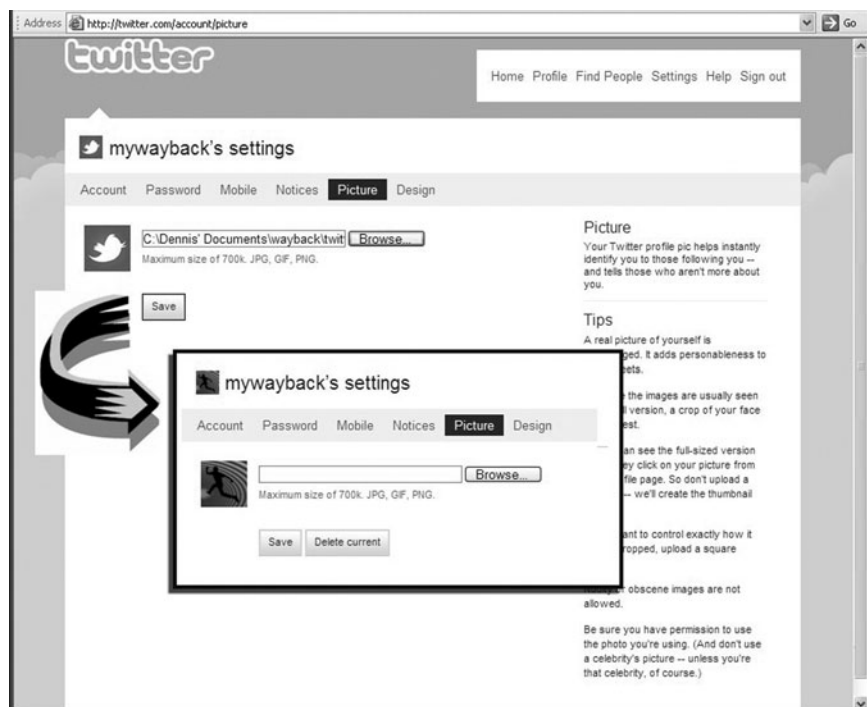 Address http://twitter.com/account/picture Go
twitter
Home Profile Find People Settings Help Sign out
mywayback's settings
Account Password Mobile Notices Picture Design
C:\Dennis' Documents\wayback\twit Browse...
Maximum size of 700k. JPG, GIF, PNG.
Save
Picture
Your Twitter profile pic helps instantly
identify you to those following you --
and tells those who aren't more about
you.
Tips
A real picture of yourself is
It adds personableness to
the images are usually seen
version, a crop of your face
can see the full-sized version
click on your picture from
page. So don't upload a
-- we'll create the thumbnail
to control exactly how it
upload a square
obscene images are not
allowed.
Be sure you have permission to use
the photo you're using. (And don't use
a celebrity's picture -- unless you're
that celebrity, of course.)
mywayback's settings
Account Password Mobile Notices Picture Design
Browse...
Maximum size of 700k. JPG, GIF, PNG.
Save Delete current